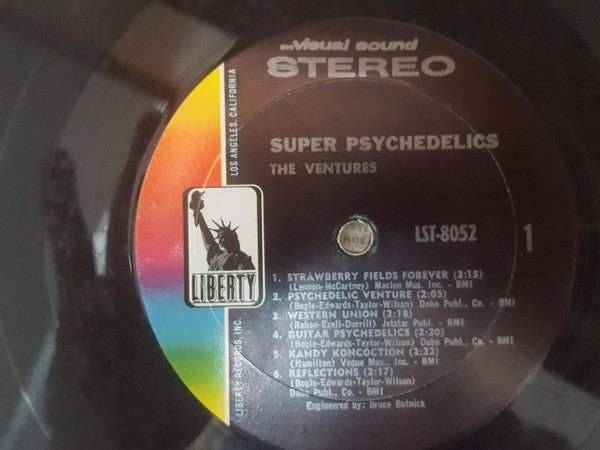 ...visual sound
STEREO
LOS ANGELES, CALIFORNIA
SUPER PSYCHEDELICS
THE VENTURES
LIBERTY
LST-8052
1
1. STRAWBERRY FIELDS FOREVER (3:15)
(Lennon-McCartney) Maclen Mus. Inc. - BMI
2. PSYCHEDELIC VENTURE (2:05)
(Bogle-Edwards-Taylor-Wilson) Dobo Publ., Co. - BMI
3. WESTERN UNION (2:18)
(Raban-Ezell-Durrill) Jetstar Publ. - BMI
4. GUITAR PSYCHEDELICS (2:20)
(Bogle-Edwards-Taylor-Wilson) Dobo Publ., Co. - BMI
5. KANDY KONCOCTION (2:22)
(Hamilton) Vogue Mus., Inc. - BMI
6. REFLECTIONS (2:17)
(Bogle-Edwards-Taylor-Wilson)
Dobo Publ., Co. - BMI
Engineered by: Bruce Botnick
LIBERTY RECORDS, INC.